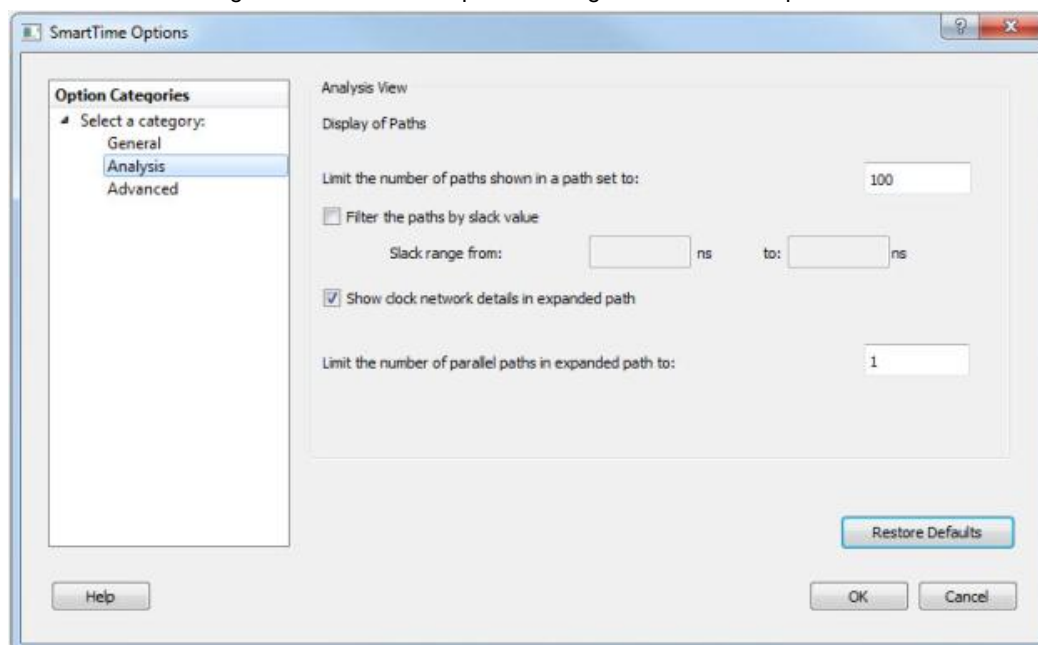 SmartTime Options
Option Categories
Select a category:
General
Analysis
Advanced
Analysis View
Display of Paths
Limit the number of paths shown in a path set to: 100
Filter the paths by slack value
Slack range from: ns to: ns
Show clock network details in expanded path
Limit the number of parallel paths in expanded path to: 1
Restore Defaults
Help OK Cancel